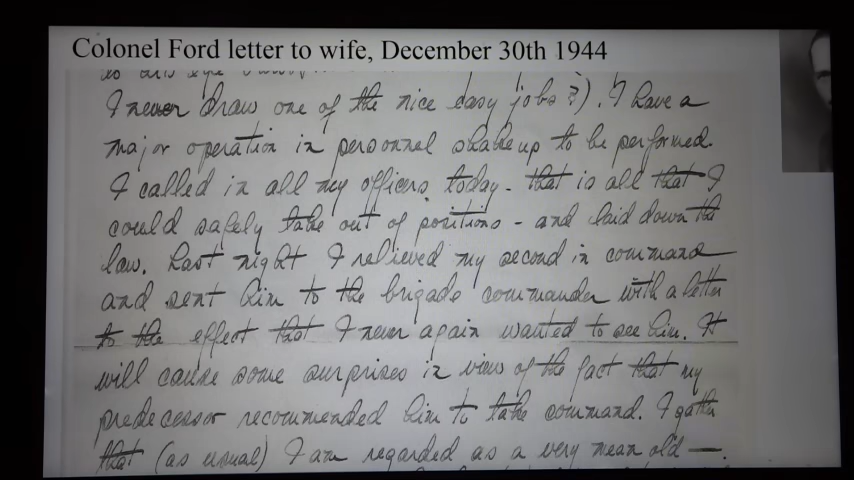 Colonel Ford letter to wife, December 30th 1944
I never draw one of the nice easy jobs?). I have a
major operation in personnel shakeup to be performed.
I called in all my officers today - that is all that I
could safely take out of positions - and laid down the
law. Last night I relieved my second in command
and sent him to the brigade commander with a letter
to the effect that I never again wanted to see him. It
will cause some surprises in view of the fact that my
predecessor recommended him to take command. I gather
that (as usual) I am regarded as a very mean old —.